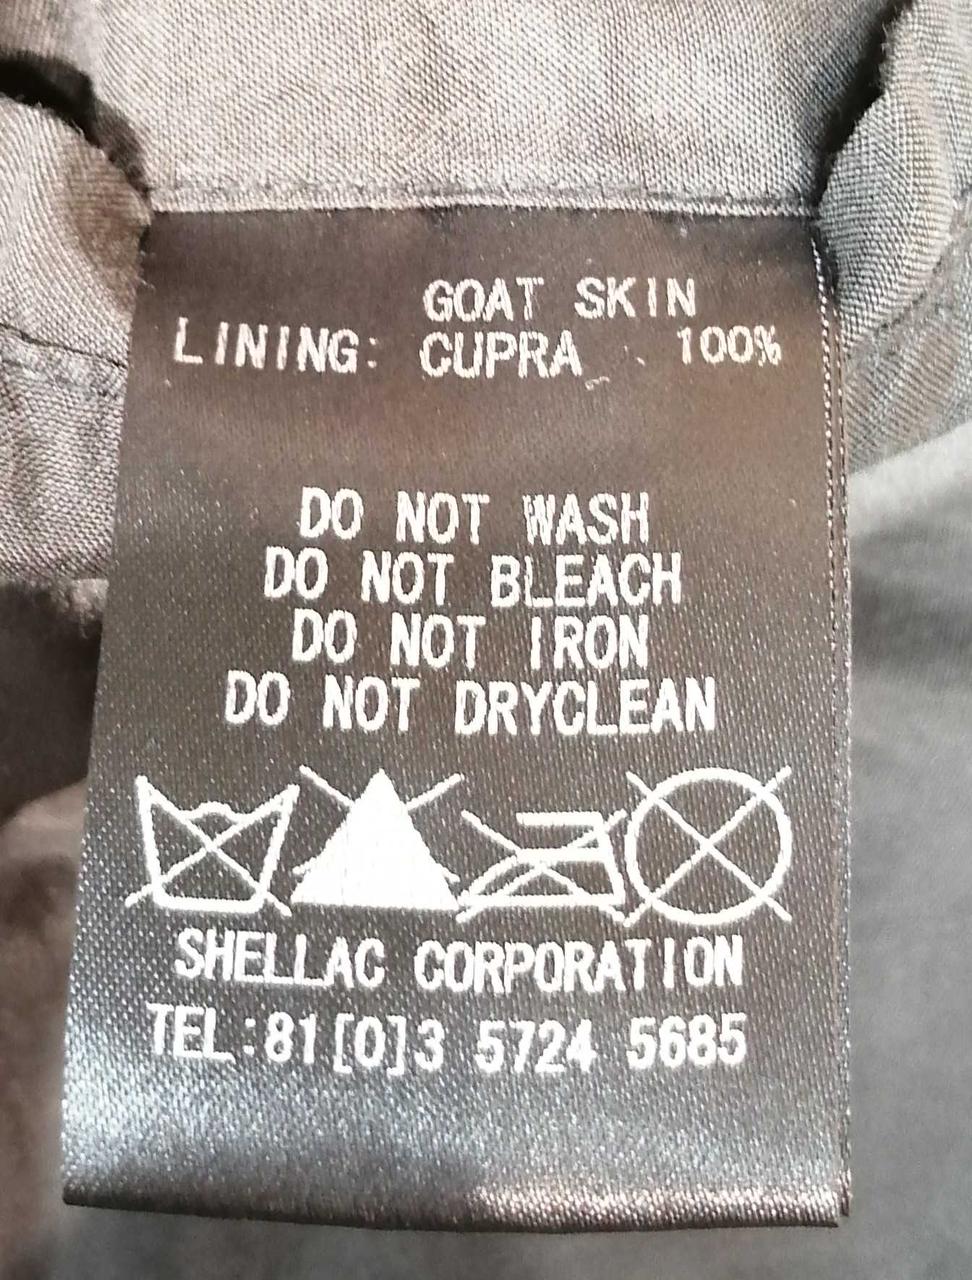 GOAT SKIN
LINING: CUPRA 100%
DO NOT WASH
DO NOT BLEACH
DO NOT IRON
DO NOT DRYCLEAN
SHELLAC CORPORATION
TEL:81[0]3 5724 5685